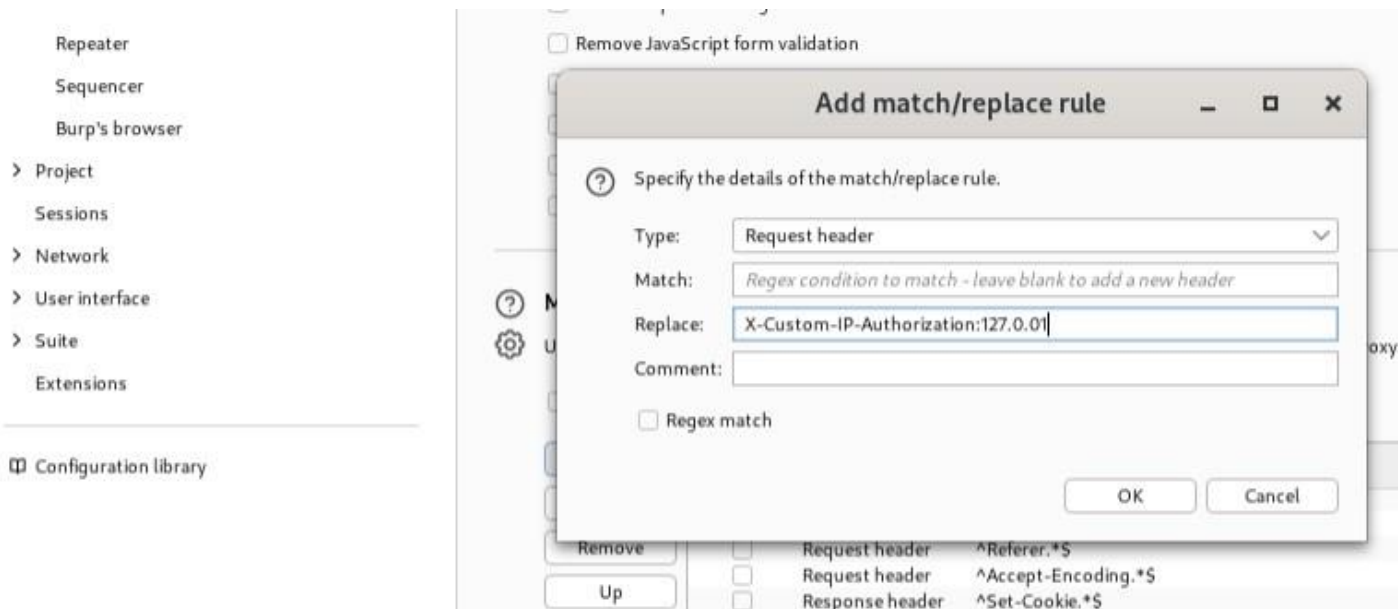 Repeater
Sequencer
Burp's browser
Project
Sessions
Network
User interface
Suite
Extensions
Configuration library
Remove JavaScript form validation
Add match/replace rule
Specify the details of the match/replace rule.
Type: Request header
Match: Regex condition to match - leave blank to add a new header
Replace: X-Custom-IP-Authorization:127.0.01
Comment:
Regex match
OK Cancel
M
U
oxy
Remove
Up
Request header ^Referer.*$
Request header ^Accept-Encoding.*$
Response header ^Set-Cookie.*$